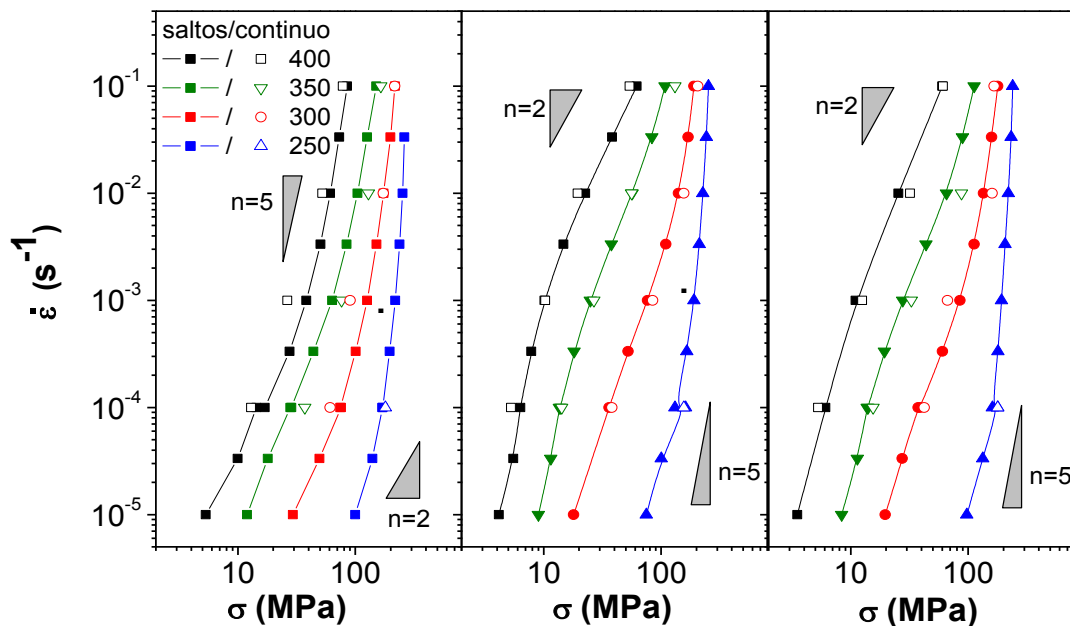 saltos/continuo
/ 400
/ 350
/ 300
/ 250
n=5
n=2
n=2
n=5
n=2
n=5
10⁻¹
10⁻²
10⁻³
10⁻⁴
10⁻⁵
ε̇ (s⁻¹)
10 100
10 100
10 100
σ (MPa)
σ (MPa)
σ (MPa)